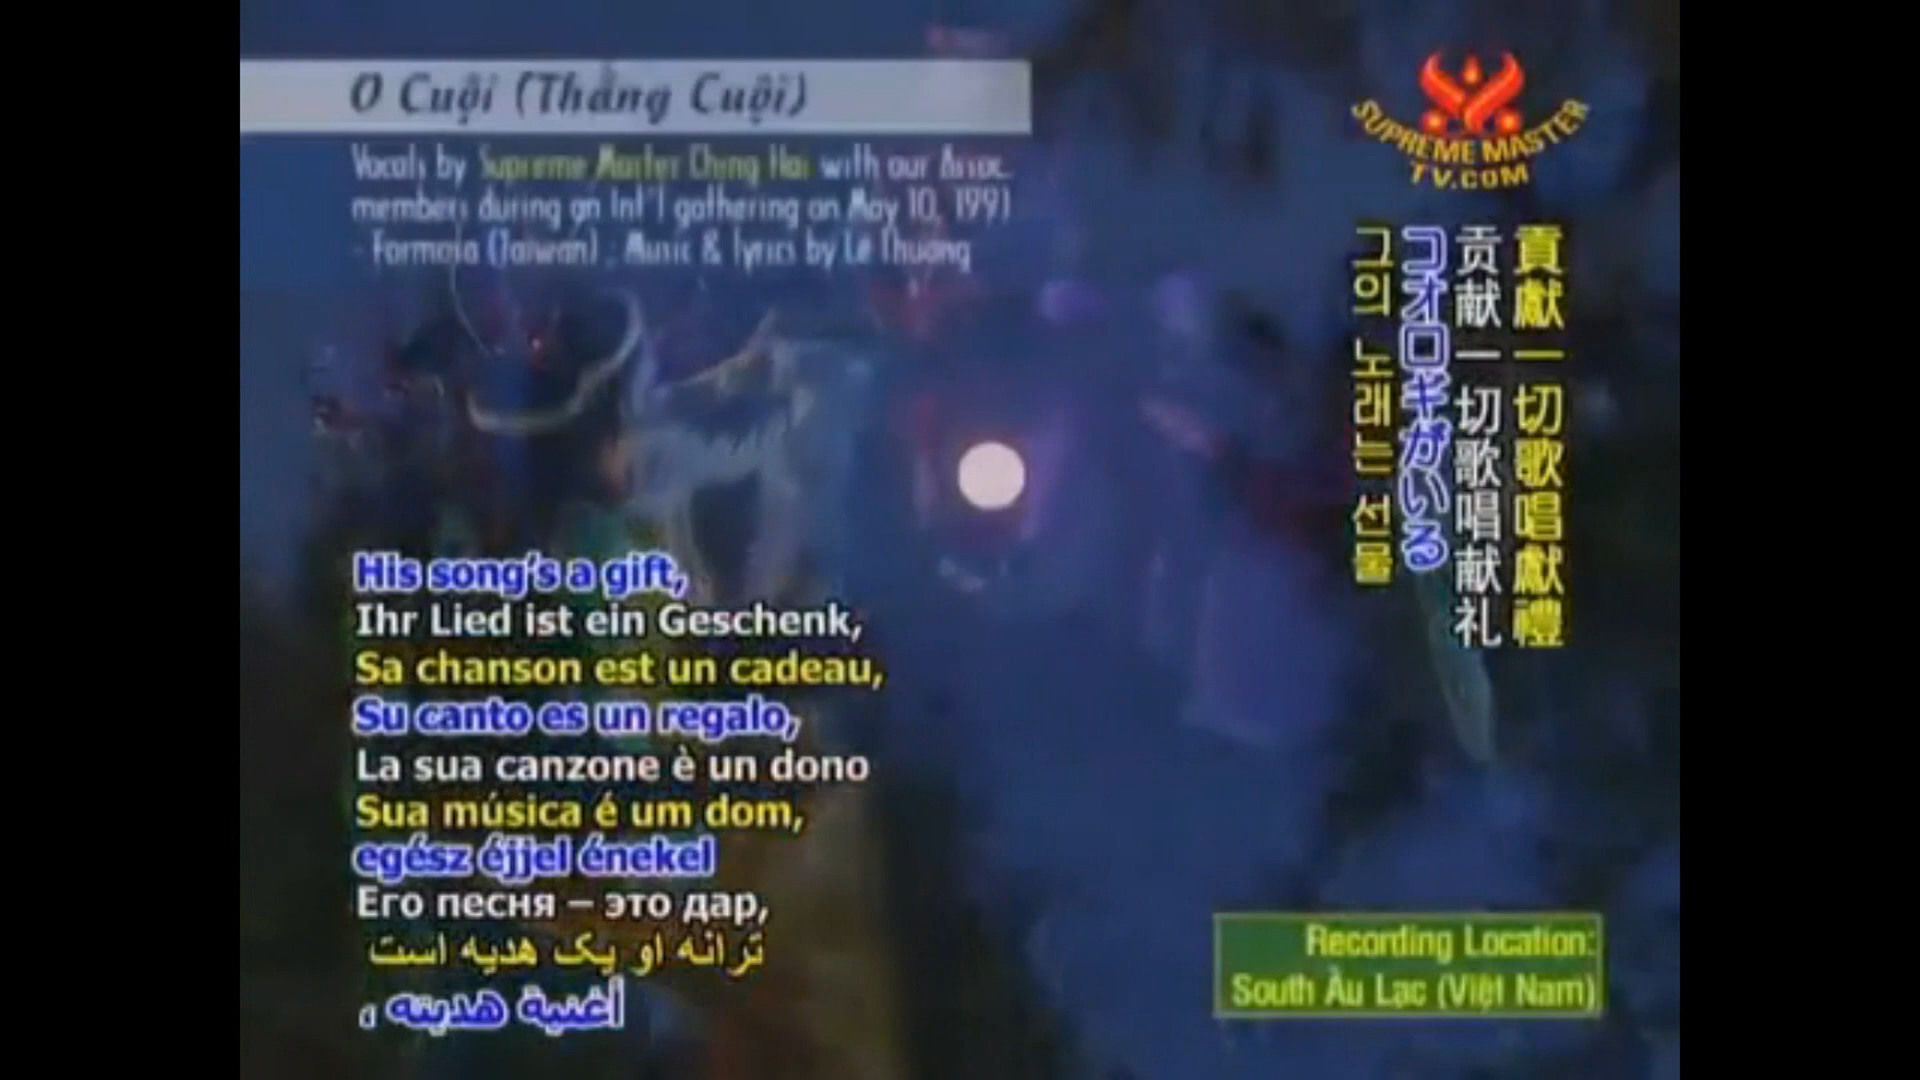 O Cuội (Thằng Cuội)
Vocals by Supreme Master Ching Hai with our Assoc.
members during an Int'l gathering on May 10, 1991
- Formosa (Taiwan) . Music & lyrics by Lê Thương
SUPREME MASTER
TV.COM
貢獻一切歌唱獻禮
贡献一切歌唱献礼
コオロギがいる
그의 노래는 선물
His song's a gift,
Ihr Lied ist ein Geschenk,
Sa chanson est un cadeau,
Su canto es un regalo,
La sua canzone è un dono
Sua música é um dom,
egész éjjel énekel
Его песня – это дар,
ترانه او یک هدیه است
أغنية هديته ،
Recording Location:
South Âu Lạc (Việt Nam)